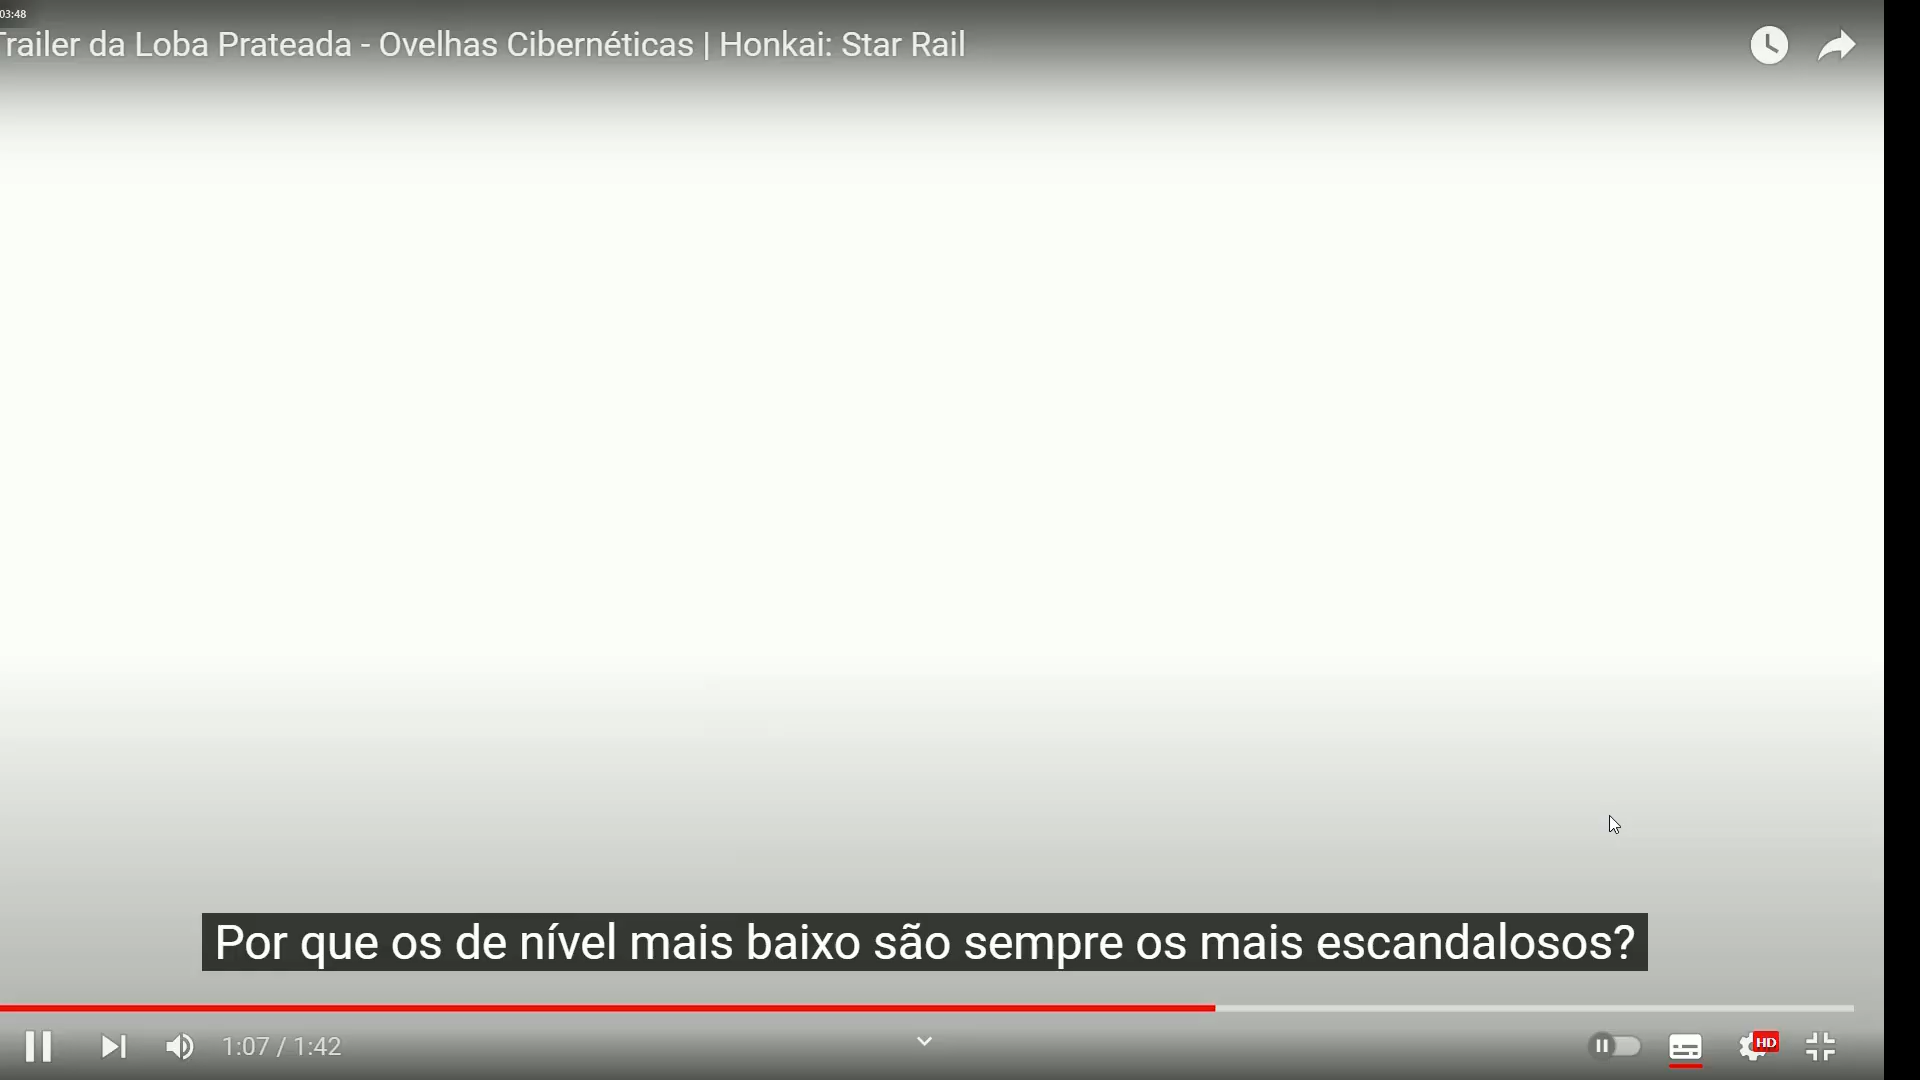 03:48
Trailer da Loba Prateada - Ovelhas Cibernéticas | Honkai: Star Rail
Por que os de nível mais baixo são sempre os mais escandalosos?
1:07 / 1:42
HD